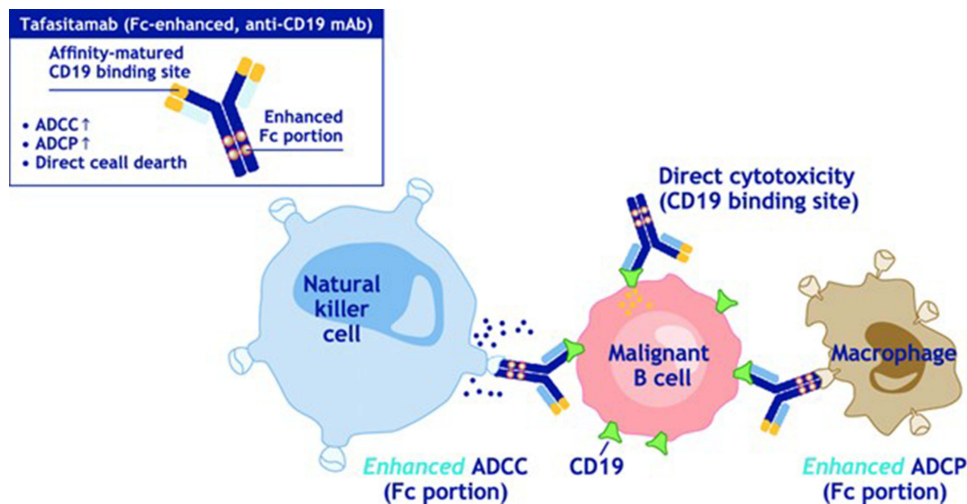 Tafasitamab (Fc-enhanced, anti-CD19 mAb)
Affinity-matured
CD19 binding site
Enhanced
Fc portion
• ADCC↑
• ADCP↑
• Direct ceall dearth
Direct cytotoxicity
(CD19 binding site)
Natural
killer
cell
Malignant
B cell
Macrophage
Enhanced ADCC
(Fc portion)
CD19
Enhanced ADCP
(Fc portion)